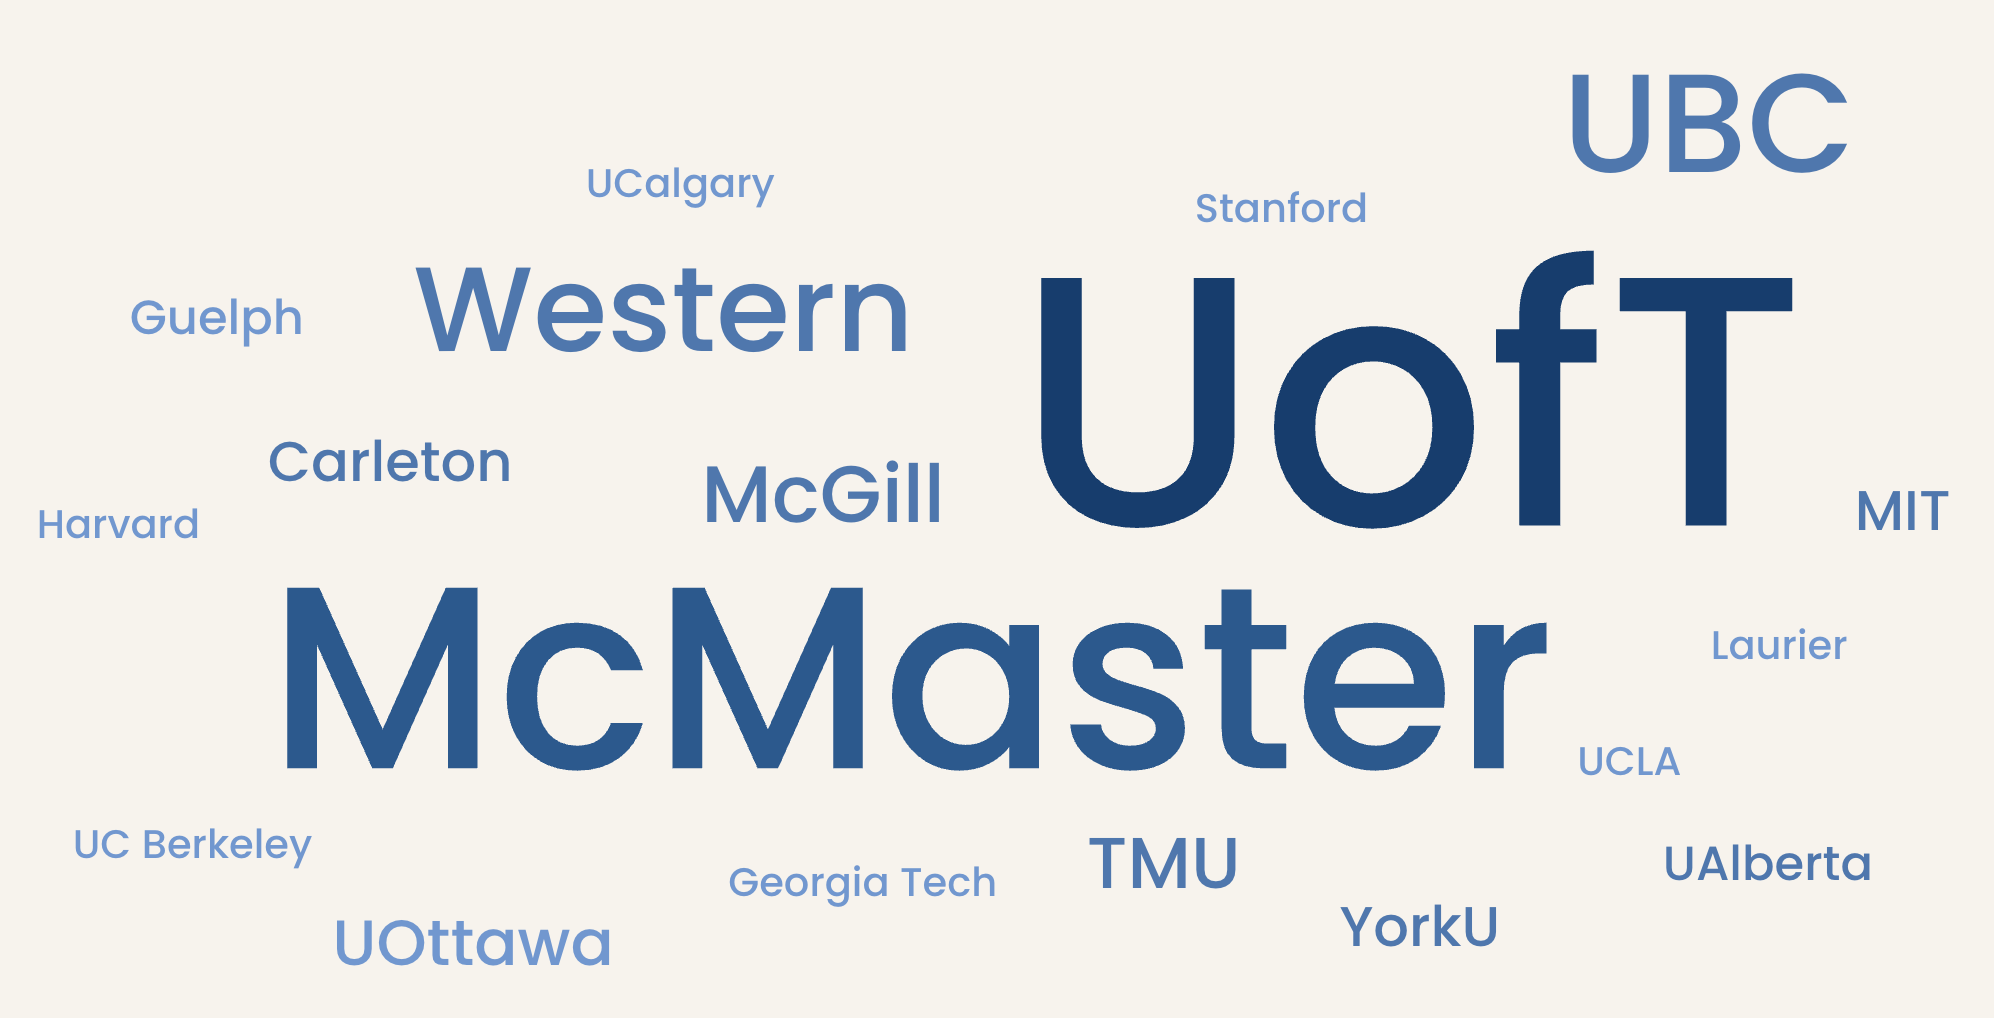 UBC
UCalgary
Stanford
Guelph
Western
UofT
Carleton
McGill
MIT
Harvard
McMaster
Laurier
UCLA
UC Berkeley
Georgia Tech
TMU
UAlberta
YorkU
UOttawa